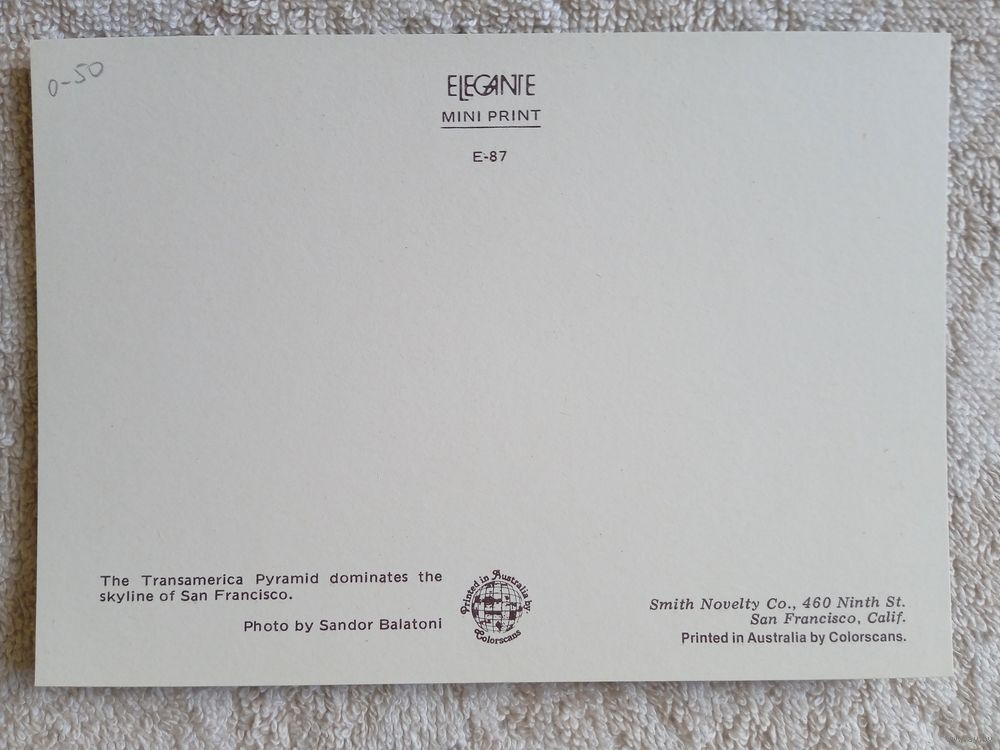 0-50
ELEGANTE
MINI PRINT
E-87
The Transamerica Pyramid dominates the
skyline of San Francisco.
Photo by Sandor Balatoni
Printed in Australia by:
Colorscans
Smith Novelty Co., 460 Ninth St.
San Francisco, Calif.
Printed in Australia by Colorscans.